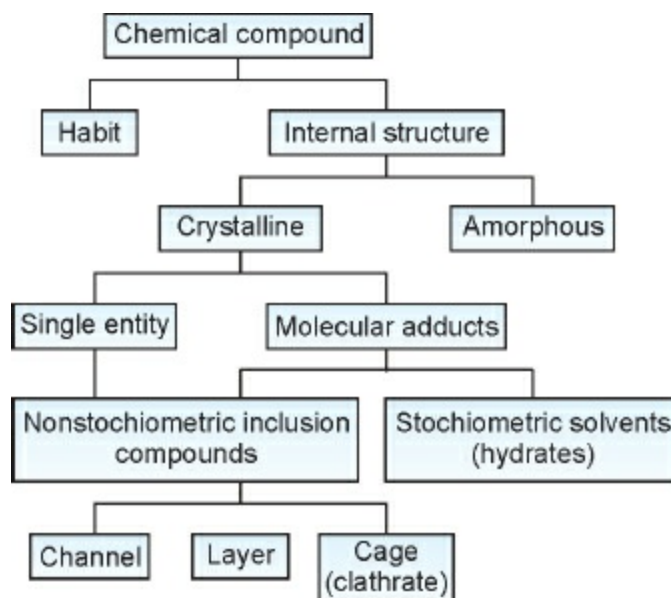 Chemical compound
Habit
Internal structure
Crystalline
Amorphous
Single entity
Molecular adducts
Nonstochiometric inclusion
compounds
Stochiometric solvents
(hydrates)
Channel
Layer
Cage
(clathrate)